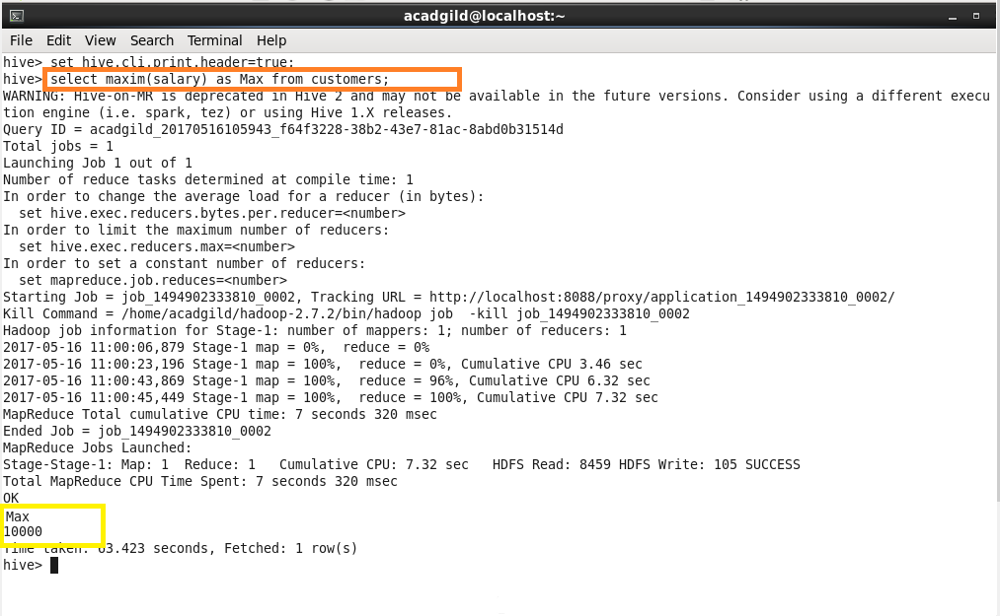 acadgild@localhost:~
File Edit View Search Terminal Help
hive> set hive.cli.print.header=true;
hive> select maxim(salary) as Max from customers;
WARNING: Hive-on-MR is deprecated in Hive 2 and may not be available in the future versions. Consider using a different execu
tion engine (i.e. spark, tez) or using Hive 1.X releases.
Query ID = acadgild_20170516105943_f64f3228-38b2-43e7-81ac-8abd0b31514d
Total jobs = 1
Launching Job 1 out of 1
Number of reduce tasks determined at compile time: 1
In order to change the average load for a reducer (in bytes):
  set hive.exec.reducers.bytes.per.reducer=<number>
In order to limit the maximum number of reducers:
  set hive.exec.reducers.max=<number>
In order to set a constant number of reducers:
  set mapreduce.job.reduces=<number>
Starting Job = job_1494902333810_0002, Tracking URL = http://localhost:8088/proxy/application_1494902333810_0002/
Kill Command = /home/acadgild/hadoop-2.7.2/bin/hadoop job  -kill job_1494902333810_0002
Hadoop job information for Stage-1: number of mappers: 1; number of reducers: 1
2017-05-16 11:00:06,879 Stage-1 map = 0%,  reduce = 0%
2017-05-16 11:00:23,196 Stage-1 map = 100%,  reduce = 0%, Cumulative CPU 3.46 sec
2017-05-16 11:00:43,869 Stage-1 map = 100%,  reduce = 96%, Cumulative CPU 6.32 sec
2017-05-16 11:00:45,449 Stage-1 map = 100%,  reduce = 100%, Cumulative CPU 7.32 sec
MapReduce Total cumulative CPU time: 7 seconds 320 msec
Ended Job = job_1494902333810_0002
MapReduce Jobs Launched:
Stage-Stage-1: Map: 1  Reduce: 1   Cumulative CPU: 7.32 sec   HDFS Read: 8459 HDFS Write: 105 SUCCESS
Total MapReduce CPU Time Spent: 7 seconds 320 msec
OK
Max
10000
Time taken: 63.423 seconds, Fetched: 1 row(s)
hive>